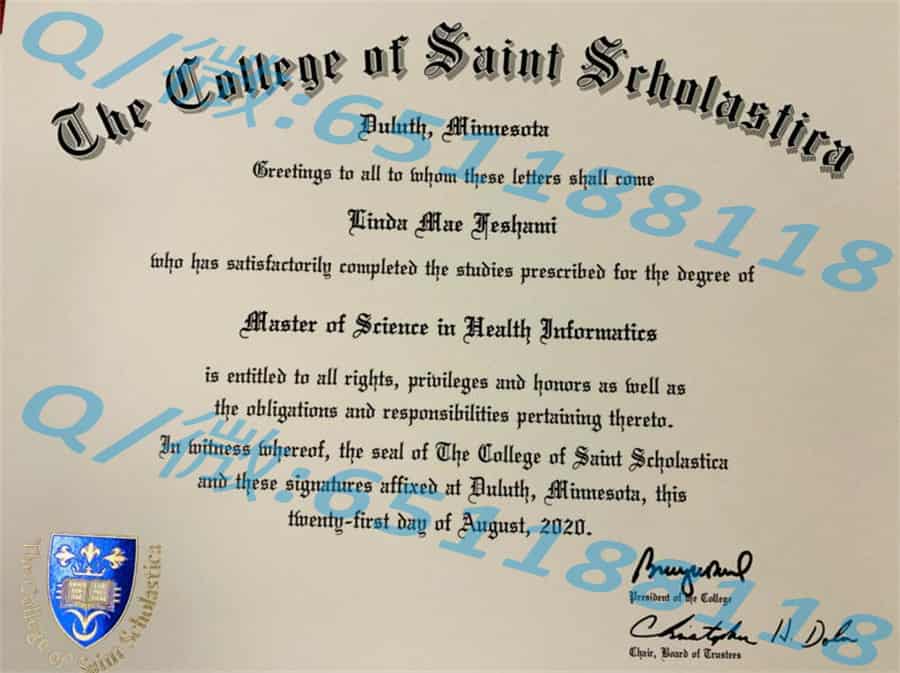 The College of Saint Scholastica
Duluth, Minnesota
Greetings to all to whom these letters shall come
Linda Mae Feshami
who has satisfactorily completed the studies prescribed for the degree of
Master of Science in Health Informatics
is entitled to all rights, privileges and honors as well as
the obligations and responsibilities pertaining thereto.
In witness whereof, the seal of The College of Saint Scholastica
and these signatures affixed at Duluth, Minnesota, this
twenty-first day of August, 2020.
President of the College
Christopher H. Dolan
Chair, Board of Trustees
The College of Saint Scholastica
Q/微:651188118
Q/微:651188118